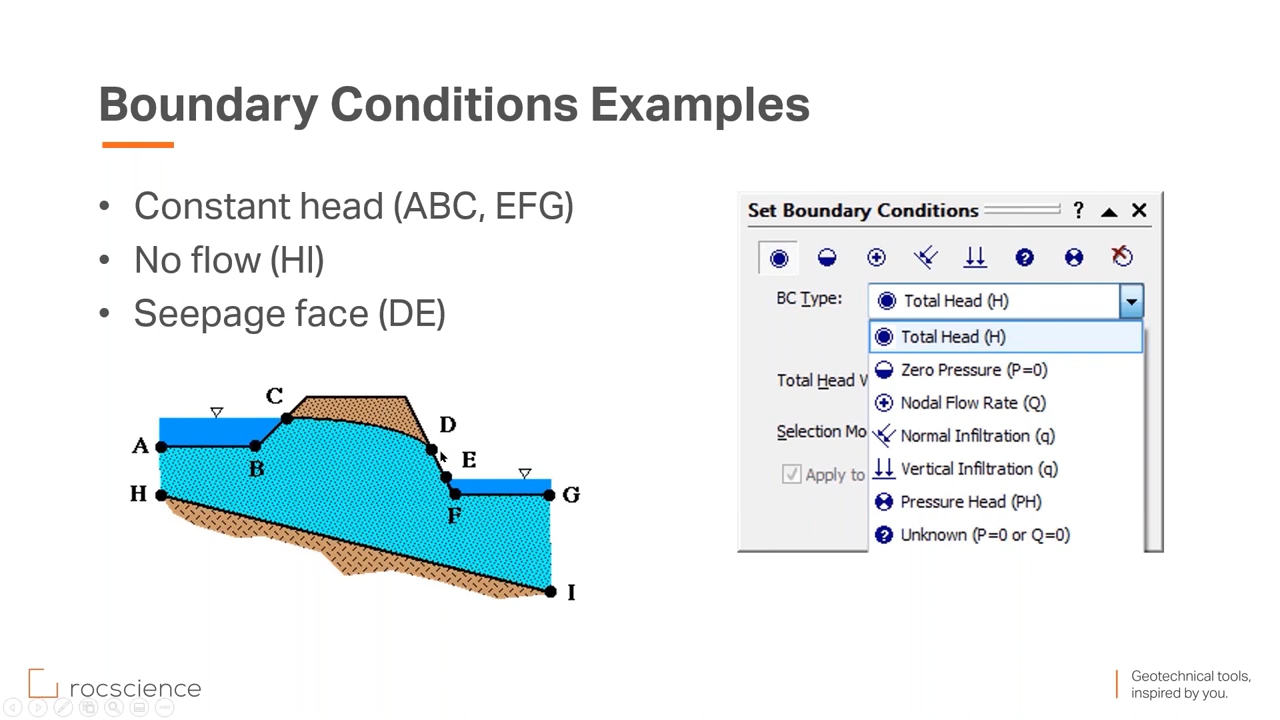 Boundary Conditions Examples
• Constant head (ABC, EFG)
• No flow (HI)
• Seepage face (DE)
Set Boundary Conditions ?
BC Type: Total Head (H)
Total Head (H)
Zero Pressure (P=0)
Total Head V
Nodal Flow Rate (Q)
Selection Mo
Normal Infiltration (q)
Apply to
Vertical Infiltration (q)
Pressure Head (PH)
Unknown (P=0 or Q=0)
C
D
A
B
E
H
F
G
I
rocscience
Geotechnical tools,
inspired by you.